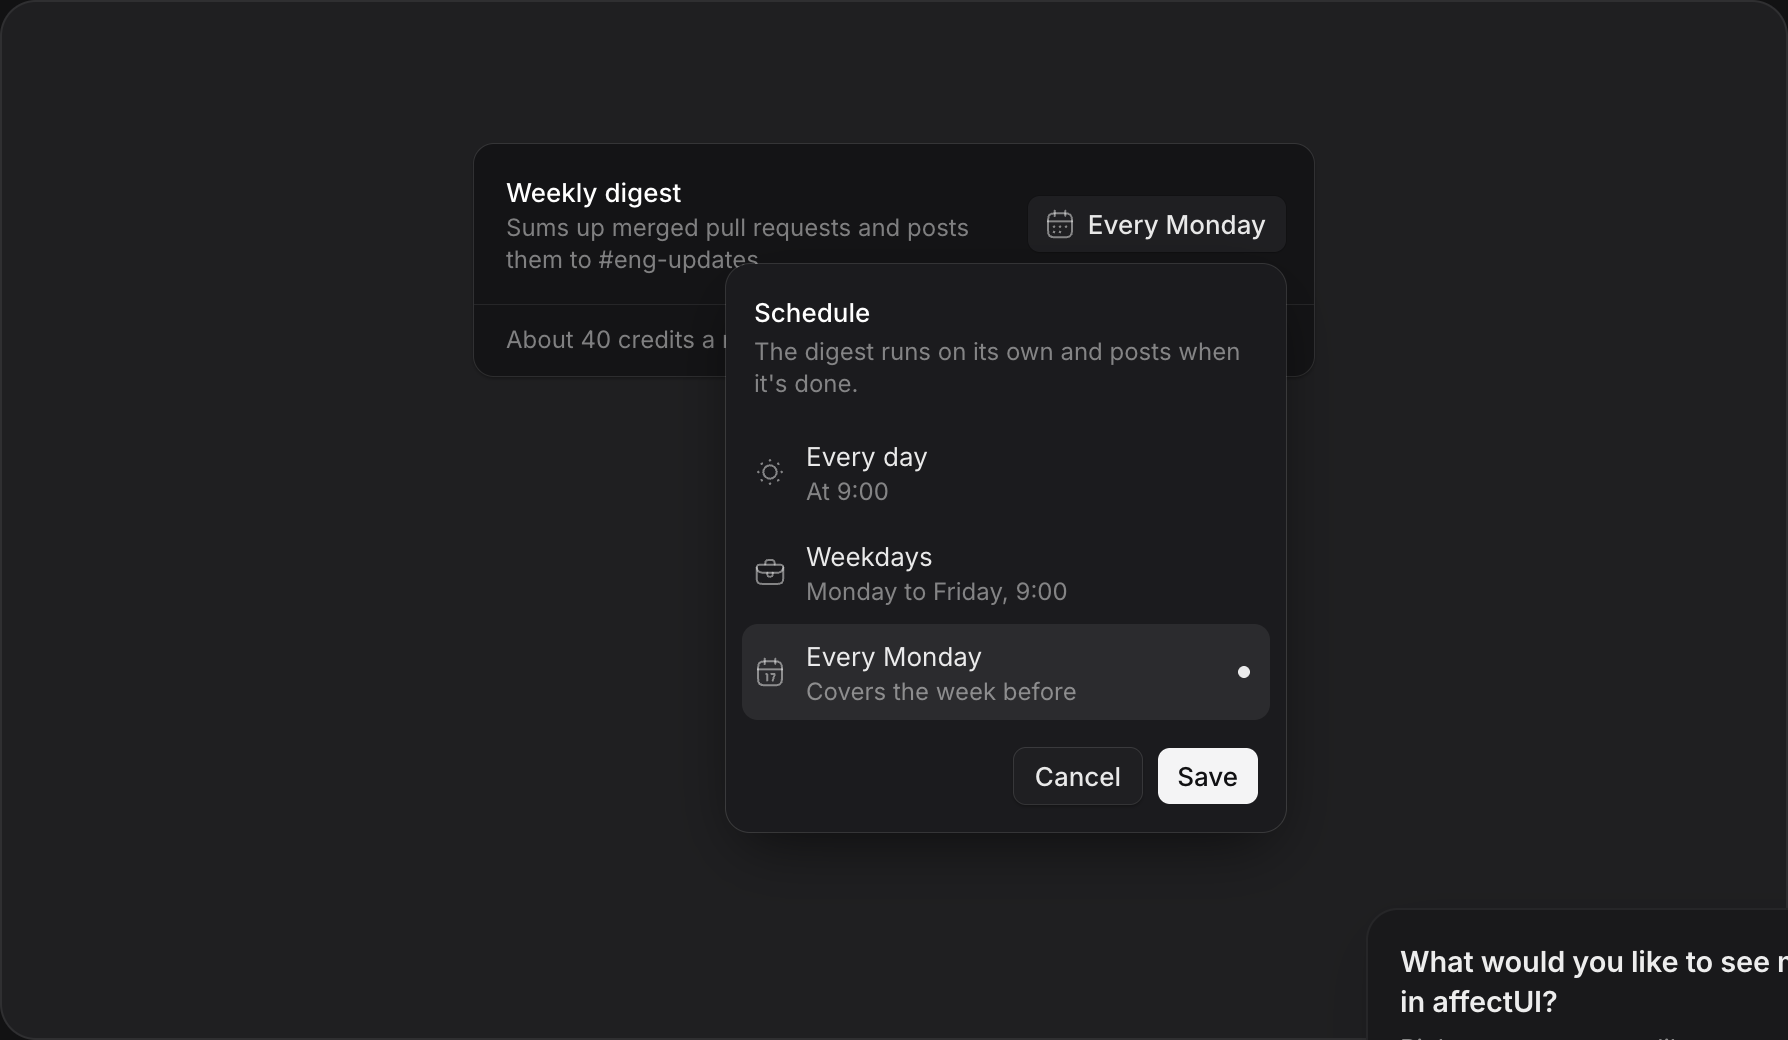 Weekly digest
Sums up merged pull requests and posts
them to #eng-updates
Every Monday
About 40 credits a
Schedule
The digest runs on its own and posts when
it's done.
Every day
At 9:00
Weekdays
Monday to Friday, 9:00
17
Every Monday
Covers the week before
Cancel
Save
What would you like to see
in affectUI?